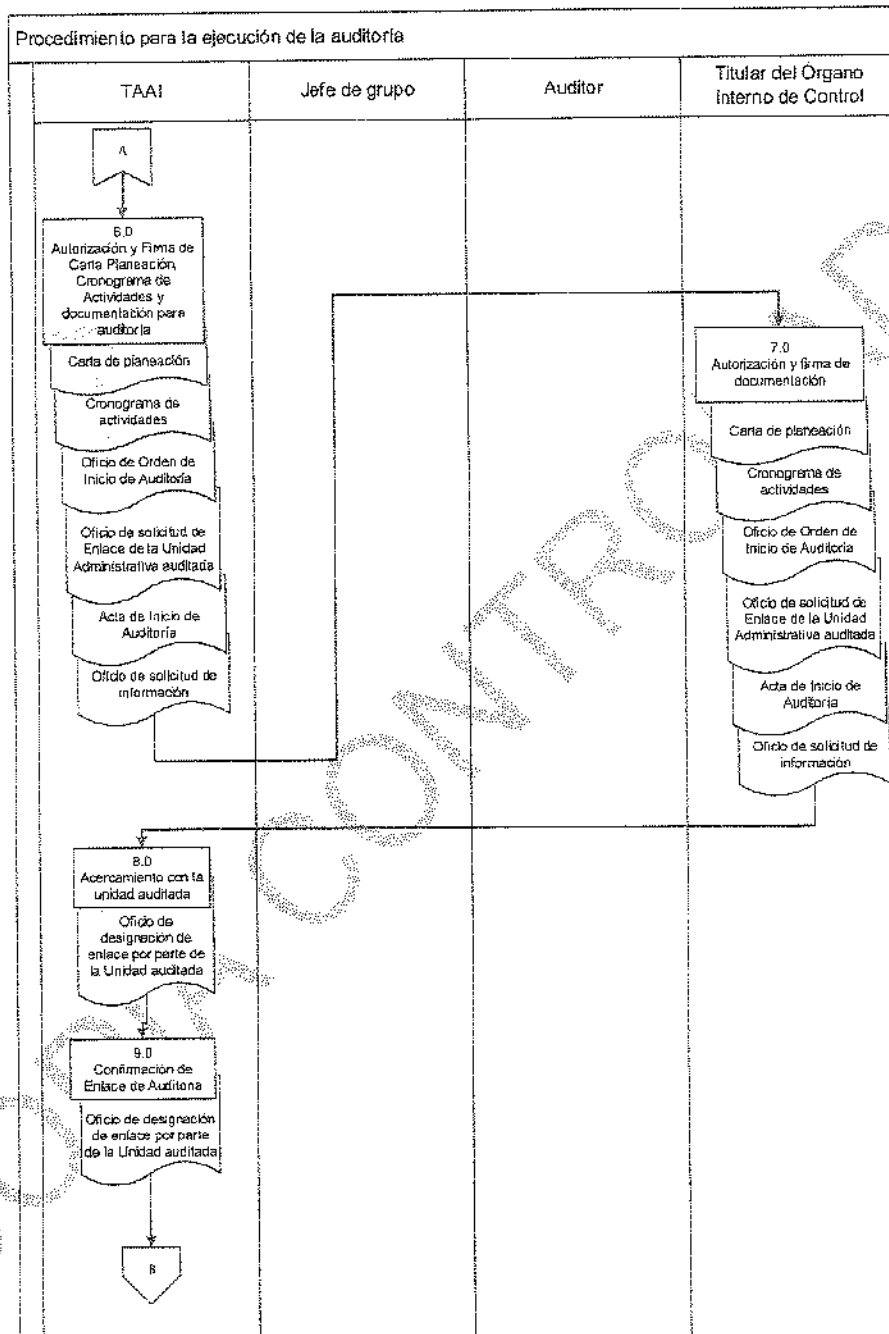 Procedimiento para la ejecución de la auditoría
TAAI
Jefe de grupo
Auditor
Titular del Órgano
Interno de Control
A
6.0
Autorización y Firma de
Carta Planeación,
Cronograma de
Actividades y
documentación para
auditoría
Carta de planeación
Cronograma de
actividades
Oficio de Orden de
Inicio de Auditoría
Oficio de solicitud de
Enlace de la Unidad
Administrativa auditada
Acta de Inicio de
Auditoría
Oficio de solicitud de
información
7.0
Autorización y firma de
documentación
Carta de planeación
Cronograma de
actividades
Oficio de Orden de
Inicio de Auditoría
Oficio de solicitud de
Enlace de la Unidad
Administrativa auditada
Acta de Inicio de
Auditoría
Oficio de solicitud de
información
8.0
Acercamiento con la
unidad auditada
Oficio de
designación de
enlace por parte de
la Unidad auditada
9.0
Confirmación de
Enlace de Auditoría
Oficio de designación
de enlace por parte
de la Unidad auditada
B